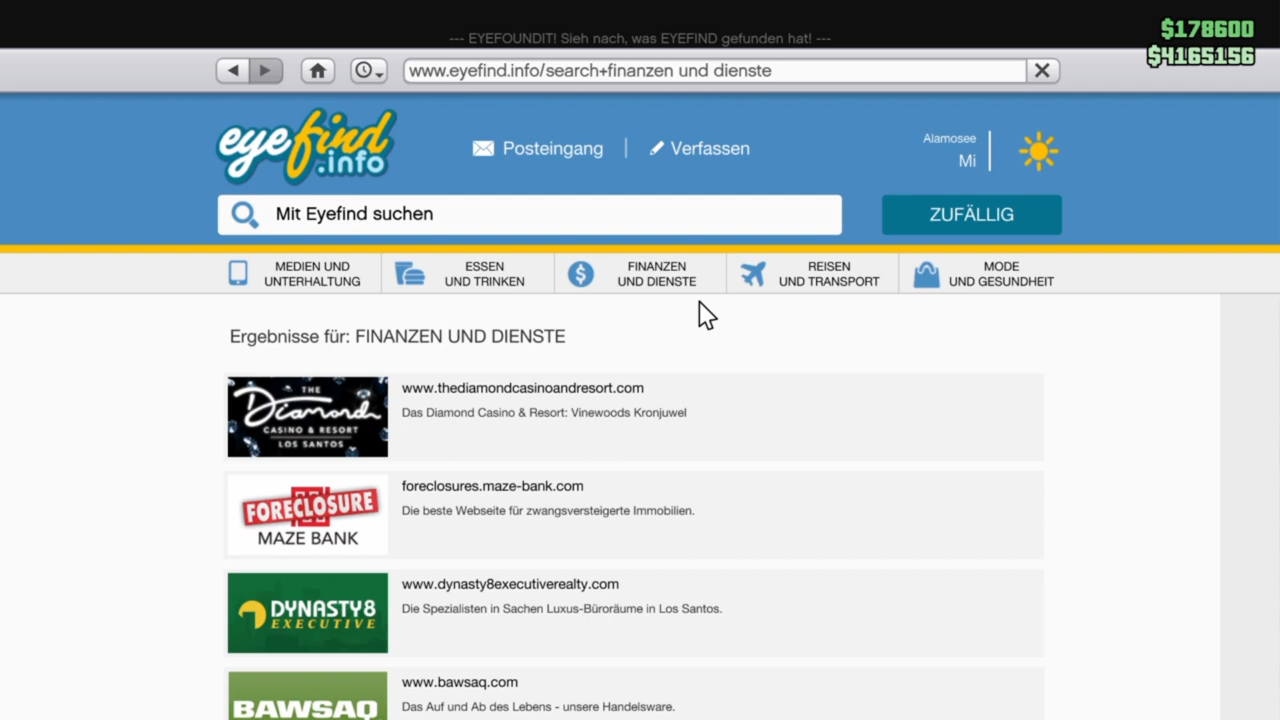 $178600
--- EYEFOUNDIT! Sieh nach, was EYEFIND gefunden hat! ---
$4165156
www.eyefind.info/search+finanzen und dienste
eyefind
.info
Posteingang
Verfassen
Alamosee
Mi
Mit Eyefind suchen
ZUFÄLLIG
MEDIEN UND
UNTERHALTUNG
ESSEN
UND TRINKEN
FINANZEN
UND DIENSTE
REISEN
UND TRANSPORT
MODE
UND GESUNDHEIT
Ergebnisse für: FINANZEN UND DIENSTE
THE
Diamond
CASINO & RESORT
LOS SANTOS
www.thediamondcasinoandresort.com
Das Diamond Casino & Resort: Vinewoods Kronjuwel
FORECLOSURE
MAZE BANK
foreclosures.maze-bank.com
Die beste Webseite für zwangsversteigerte Immobilien.
DYNASTY8
EXECUTIVE
www.dynasty8executiverealty.com
Die Spezialisten in Sachen Luxus-Büroräume in Los Santos.
BAWSAQ
www.bawsaq.com
Das Auf und Ab des Lebens - unsere Handelsware.